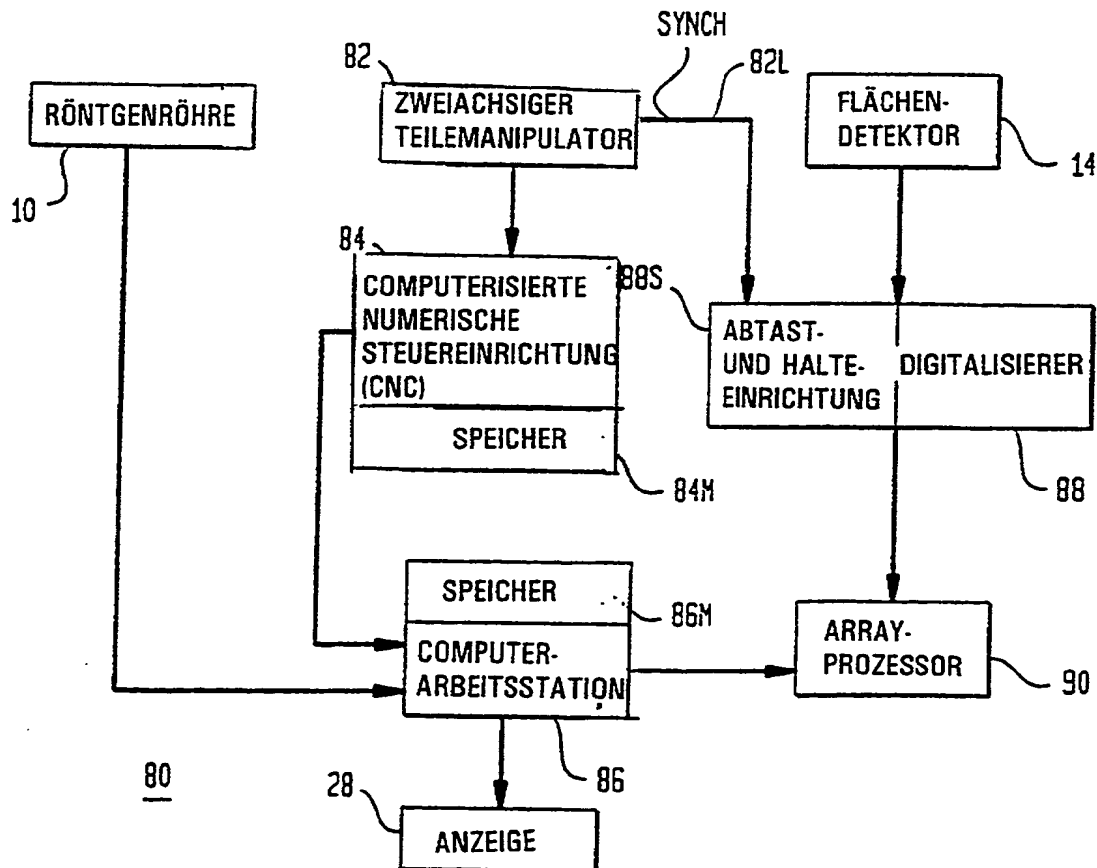 SYNCH
82
82L
RÖNTGENRÖHRE
ZWEIACHSIGER
TEILEMANIPULATOR
FLÄCHEN-
DETEKTOR
10
14
84
88S
COMPUTERISIERTE
NUMERISCHE
STEUEREINRICHTUNG
(CNC)
SPEICHER
84M
ABTAST-
UND HALTE-
EINRICHTUNG
DIGITALISIERER
88
SPEICHER
86M
COMPUTER-
ARBEITSSTATION
86
ARRAY-
PROZESSOR
90
80
28
ANZEIGE